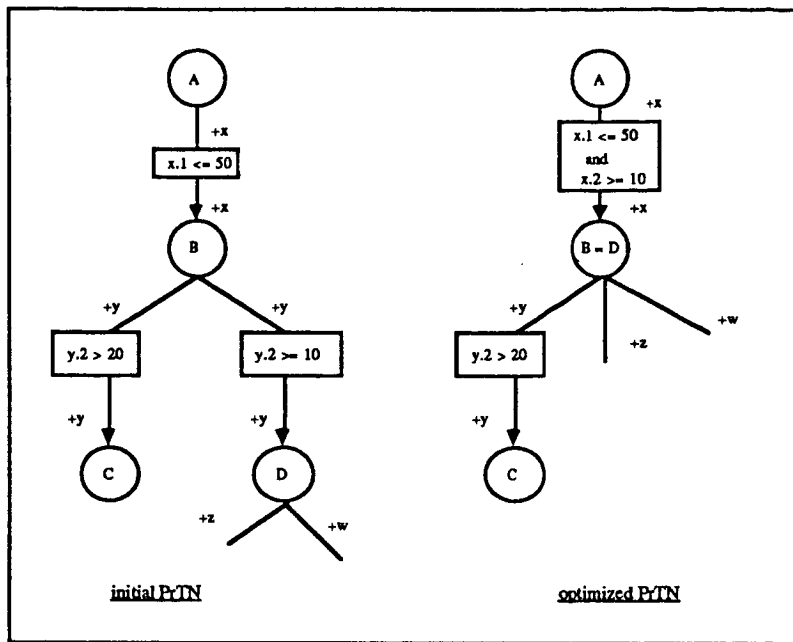 A
+x
x.1 <= 50
+x
B
+y
+y
y.2 > 20
y.2 >= 10
+y
+y
C
D
+z
+w
initial PrTN
A
+x
x.1 <= 50
and
x.2 >= 10
+x
B = D
+y
+z
+w
y.2 > 20
+y
C
optimized PrTN